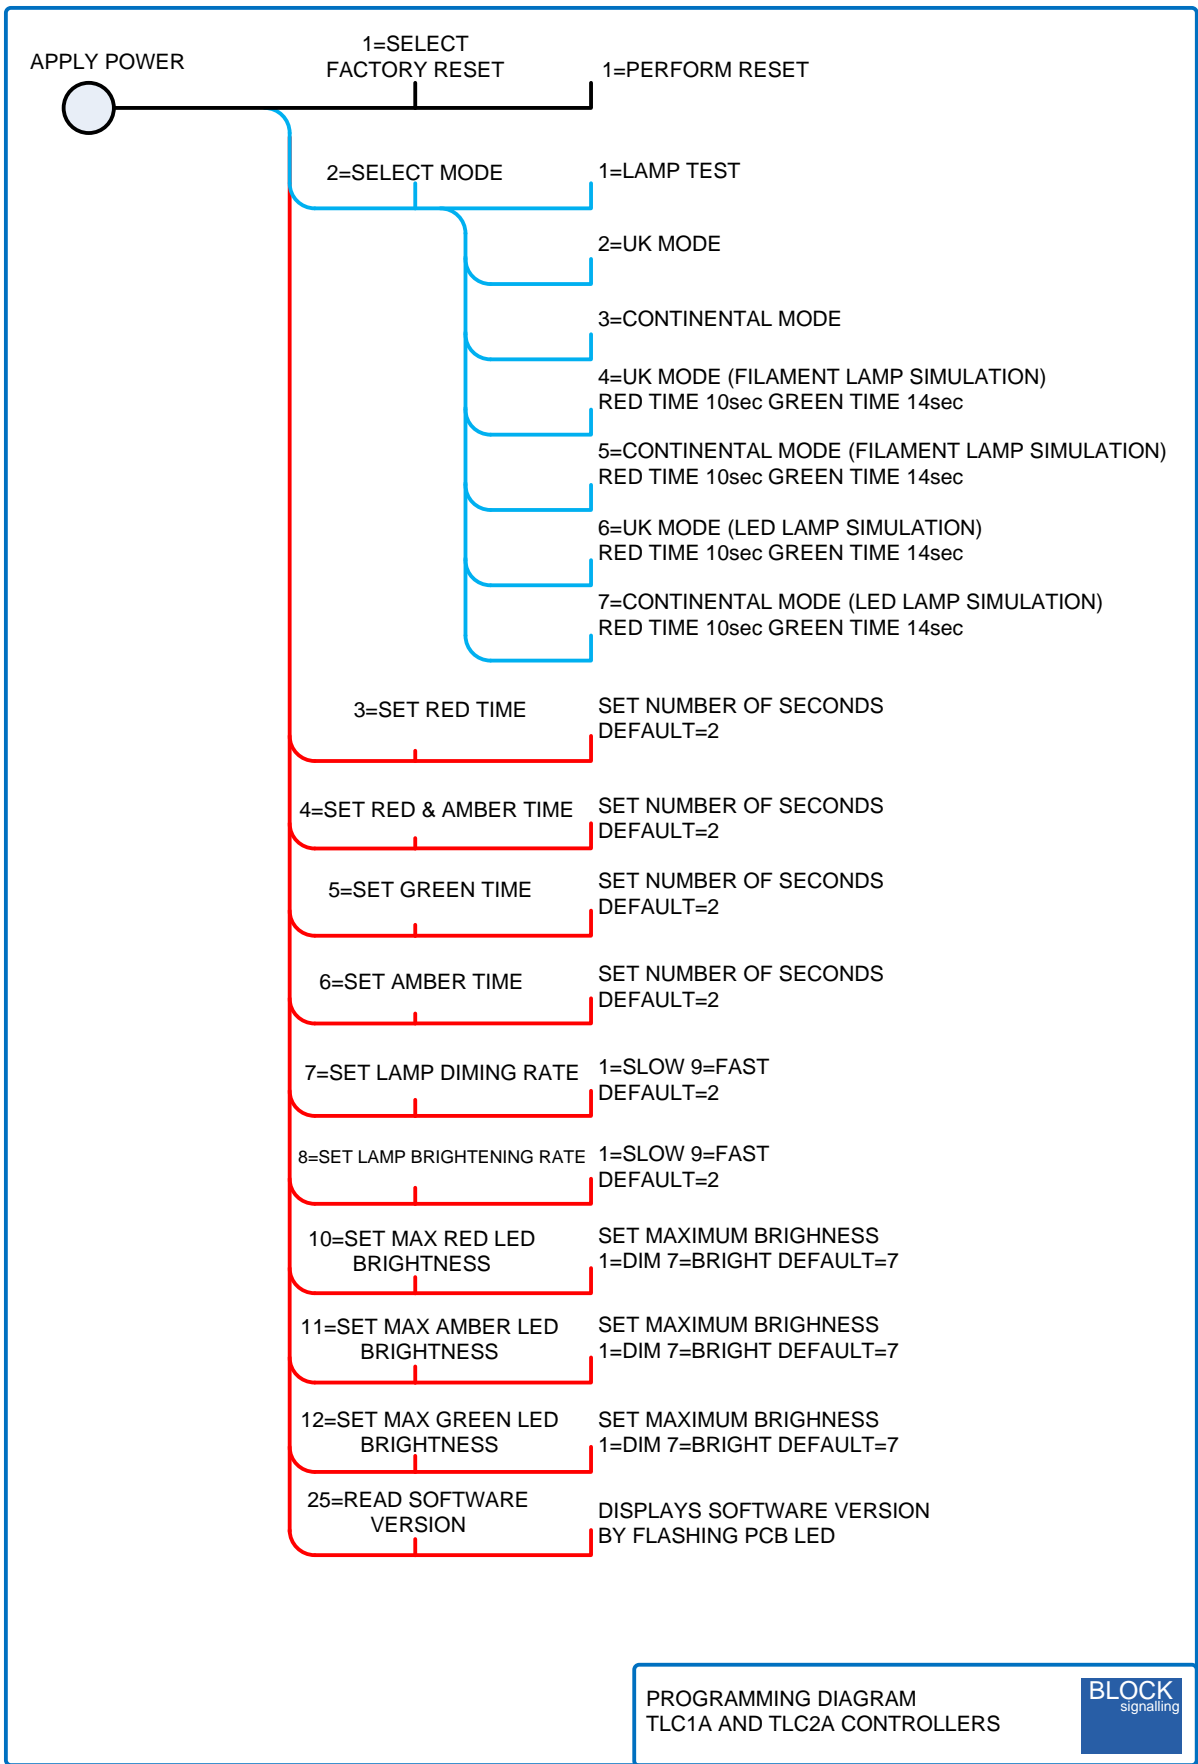 APPLY POWER
1=SELECT
FACTORY RESET
1=PERFORM RESET
2=SELECT MODE
1=LAMP TEST
2=UK MODE
3=CONTINENTAL MODE
4=UK MODE (FILAMENT LAMP SIMULATION)
RED TIME 10sec GREEN TIME 14sec
5=CONTINENTAL MODE (FILAMENT LAMP SIMULATION)
RED TIME 10sec GREEN TIME 14sec
6=UK MODE (LED LAMP SIMULATION)
RED TIME 10sec GREEN TIME 14sec
7=CONTINENTAL MODE (LED LAMP SIMULATION)
RED TIME 10sec GREEN TIME 14sec
3=SET RED TIME
SET NUMBER OF SECONDS
DEFAULT=2
4=SET RED & AMBER TIME
SET NUMBER OF SECONDS
DEFAULT=2
5=SET GREEN TIME
SET NUMBER OF SECONDS
DEFAULT=2
6=SET AMBER TIME
SET NUMBER OF SECONDS
DEFAULT=2
7=SET LAMP DIMING RATE
1=SLOW 9=FAST
DEFAULT=2
8=SET LAMP BRIGHTENING RATE
1=SLOW 9=FAST
DEFAULT=2
10=SET MAX RED LED
BRIGHTNESS
SET MAXIMUM BRIGHNESS
1=DIM 7=BRIGHT DEFAULT=7
11=SET MAX AMBER LED
BRIGHTNESS
SET MAXIMUM BRIGHNESS
1=DIM 7=BRIGHT DEFAULT=7
12=SET MAX GREEN LED
BRIGHTNESS
SET MAXIMUM BRIGHNESS
1=DIM 7=BRIGHT DEFAULT=7
25=READ SOFTWARE
VERSION
DISPLAYS SOFTWARE VERSION
BY FLASHING PCB LED
PROGRAMMING DIAGRAM
TLC1A AND TLC2A CONTROLLERS
BLOCK
signalling